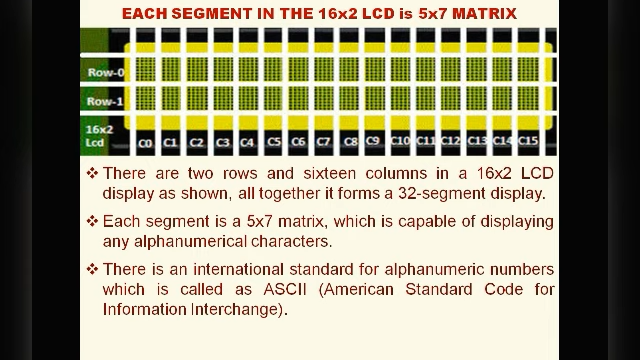 EACH SEGMENT IN THE 16x2 LCD is 5x7 MATRIX
Row-0
Row-1
16x2
Lcd
C0 C1 C2 C3 C4 C5 C6 C7 C8 C9 C10 C11 C12 C13 C14 C15
❖ There are two rows and sixteen columns in a 16x2 LCD
display as shown, all together it forms a 32-segment display.
❖ Each segment is a 5x7 matrix, which is capable of displaying
any alphanumerical characters.
❖ There is an international standard for alphanumeric numbers
which is called as ASCII (American Standard Code for
Information Interchange).